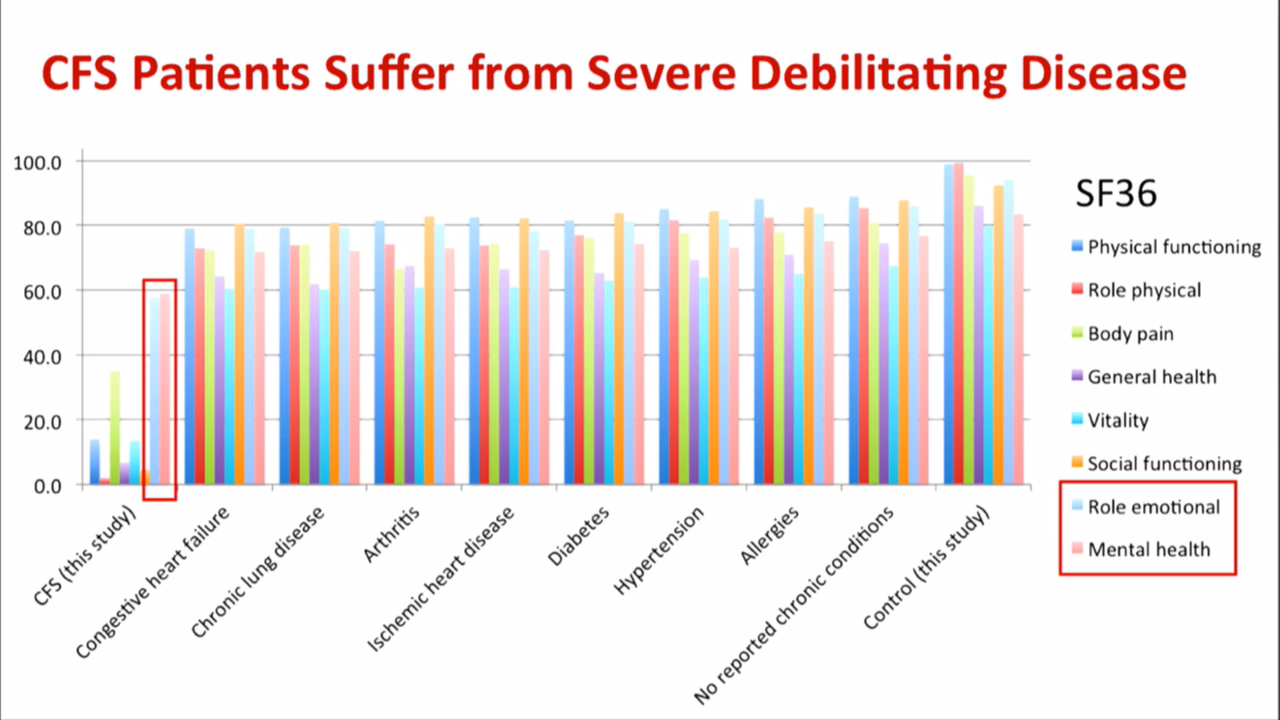 CFS Patients Suffer from Severe Debilitating Disease
100.0
80.0
60.0
40.0
20.0
0.0
CFS (this study)
Congestive heart failure
Chronic lung disease
Arthritis
Ischemic heart disease
Diabetes
Hypertension
Allergies
No reported chronic conditions
Control (this study)
SF36
Physical functioning
Role physical
Body pain
General health
Vitality
Social functioning
Role emotional
Mental health